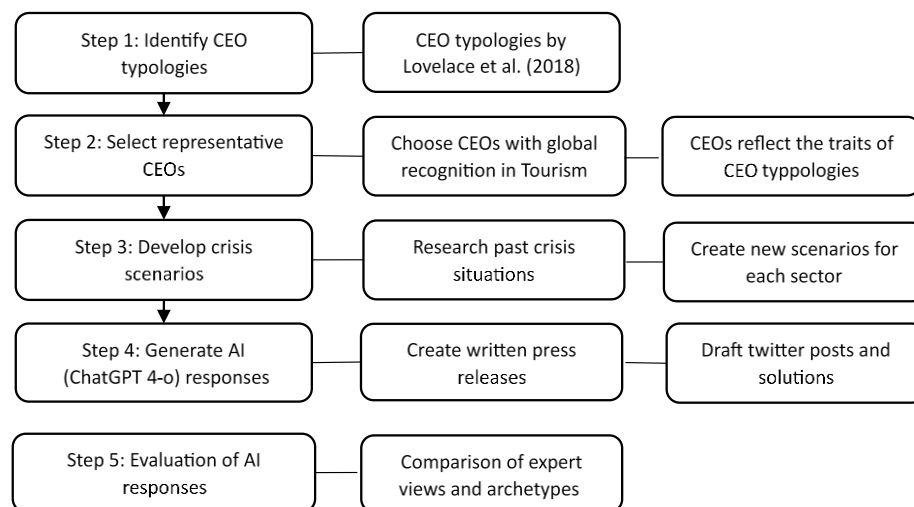 Step 1: Identify CEO
typologies
CEO typologies by
Lovelace et al. (2018)
Step 2: Select representative
CEOs
Choose CEOs with global
recognition in Tourism
CEOs reflect the traits of
CEO typpologies
Step 3: Develop crisis
scenarios
Research past crisis
situations
Create new scenarios for
each sector
Step 4: Generate AI
(ChatGPT 4-o) responses
Create written press
releases
Draft twitter posts and
solutions
Step 5: Evaluation of AI
responses
Comparison of expert
views and archetypes